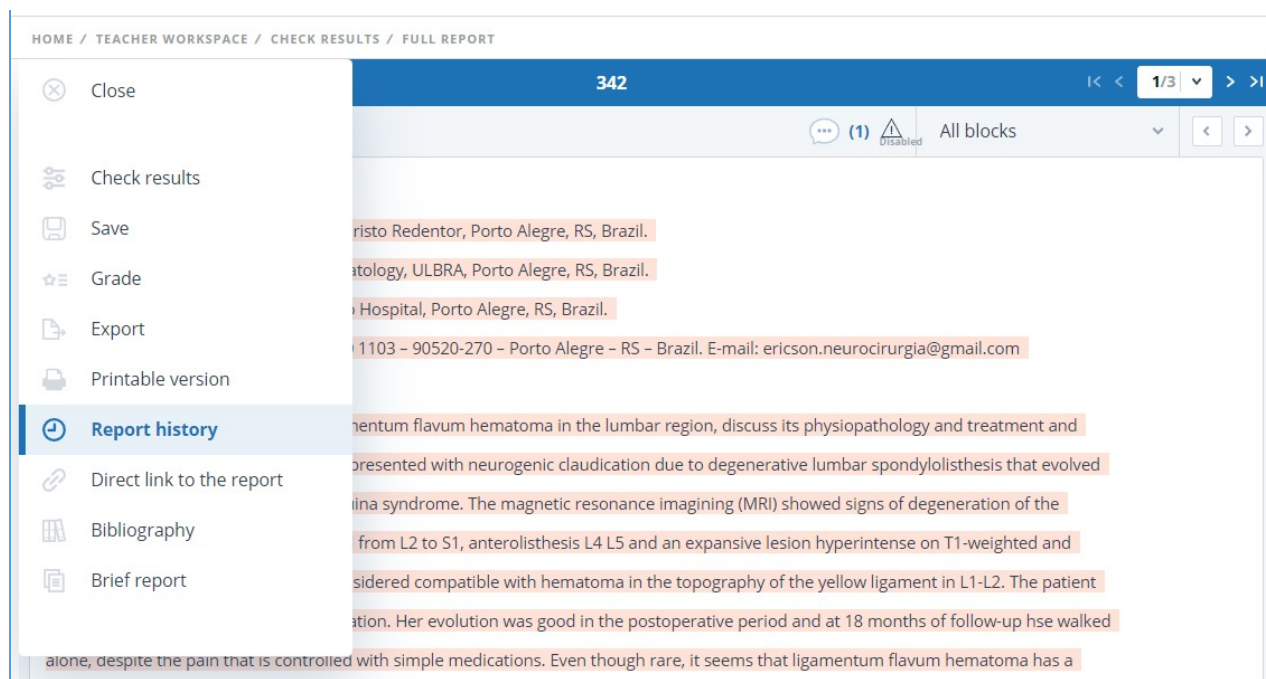 HOME / TEACHER WORKSPACE / CHECK RESULTS / FULL REPORT
342
1/3
(1)
Disabled
All blocks
Close
Check results
Save
Grade
Export
Printable version
Report history
Direct link to the report
Bibliography
Brief report
Redentor, Porto Alegre, RS, Brazil.
ULBRA, Porto Alegre, RS, Brazil.
Hospital, Porto Alegre, RS, Brazil.
1103 – 90520-270 – Porto Alegre – RS – Brazil. E-mail: ericson.neurocirurgia@gmail.com
flavum hematoma in the lumbar region, discuss its physiopathology and treatment and
presented with neurogenic claudication due to degenerative lumbar spondylolisthesis that evolved
syndrome. The magnetic resonance imagining (MRI) showed signs of degeneration of the
from L2 to S1, anterolisthesis L4 L5 and an expansive lesion hyperintense on T1-weighted and
compatible with hematoma in the topography of the yellow ligament in L1-L2. The patient
Her evolution was good in the postoperative period and at 18 months of follow-up hse walked
alone, despite the pain that is controlled with simple medications. Even though rare, it seems that ligamentum flavum hematoma has a